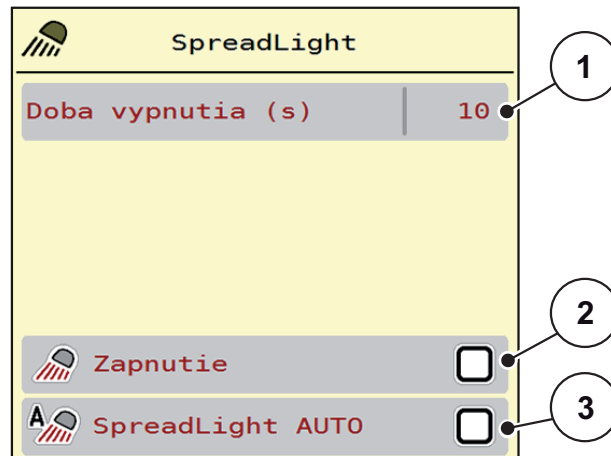 SpreadLight
1
Doba vypnutia (s) 10
2
Zapnutie
3
A
SpreadLight AUTO